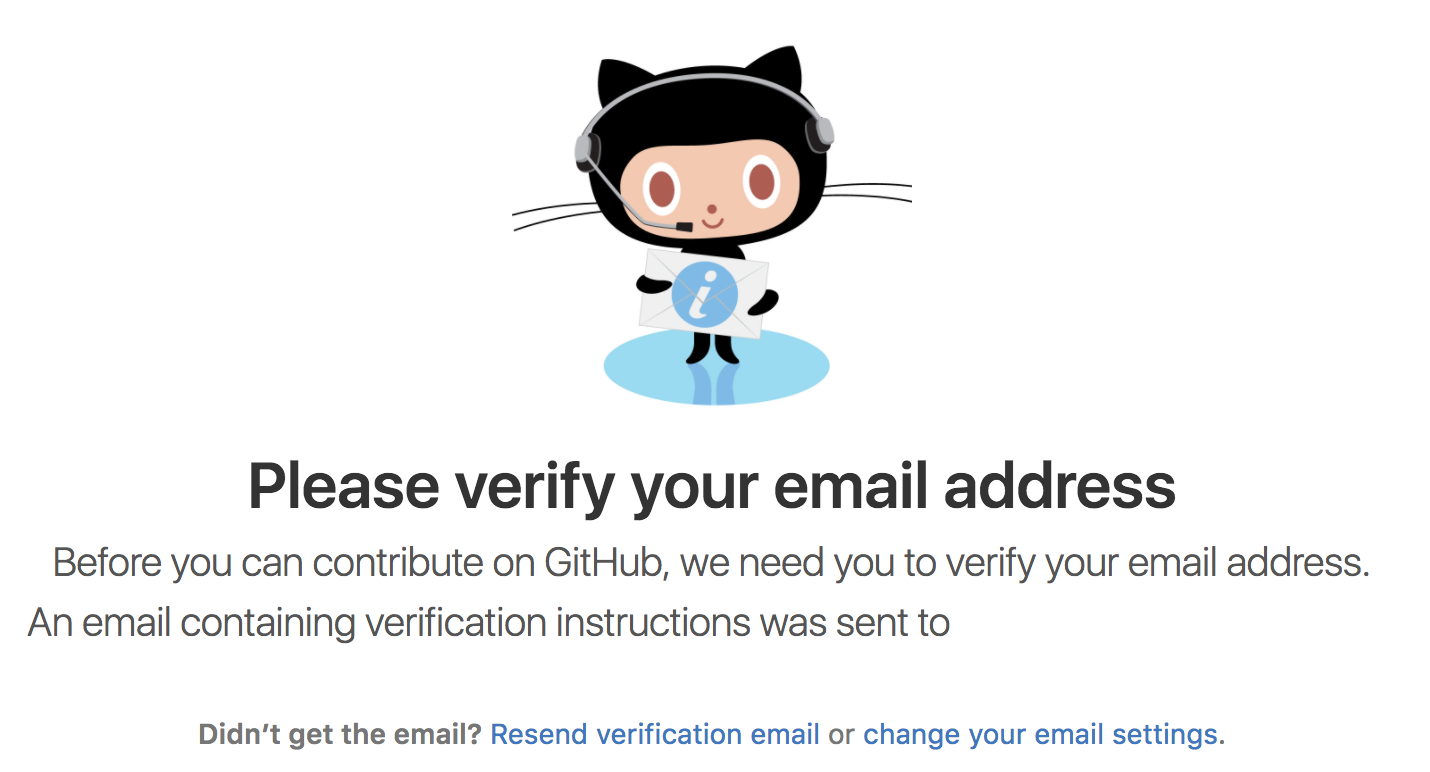 i
Please verify your email address
Before you can contribute on GitHub, we need you to verify your email address.
An email containing verification instructions was sent to
Didn’t get the email? Resend verification email or change your email settings.